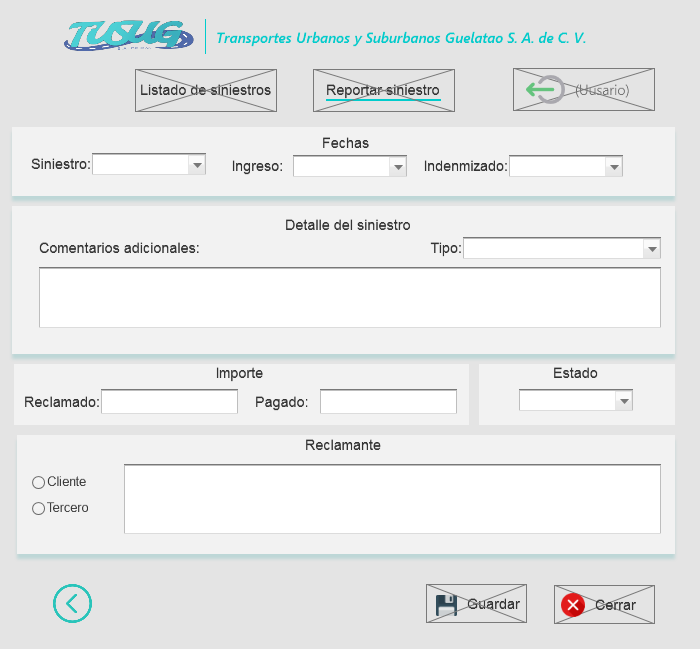 TUSUG
Transportes Urbanos y Suburbanos Guelatao S. A. de C. V.
Listado de siniestros
Reportar siniestro
(Uusario)
Fechas
Siniestro:
Ingreso:
Indenmizado:
Detalle del siniestro
Comentarios adicionales:
Tipo:
Importe
Estado
Reclamado:
Pagado:
Reclamante
Cliente
Tercero
Guardar
Cerrar